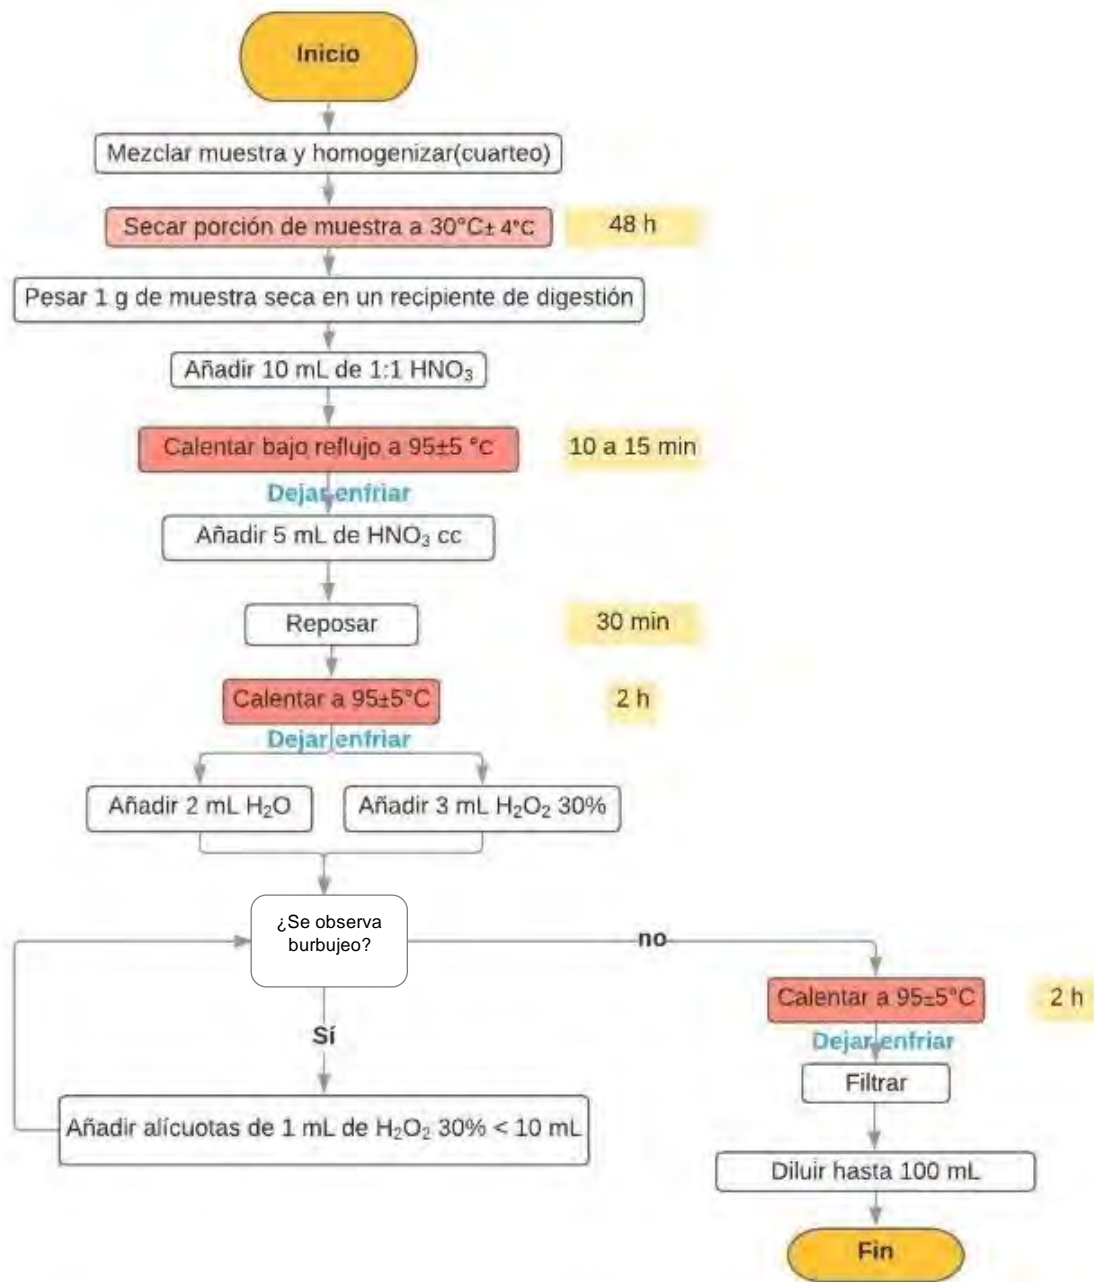 Inicio
Mezclar muestra y homogenizar(cuarteo)
Secar porción de muestra a 30°C± 4°C
48 h
Pesar 1 g de muestra seca en un recipiente de digestión
Añadir 10 mL de 1:1 HNO₃
Calentar bajo reflujo a 95±5 °C
10 a 15 min
Dejar enfriar
Añadir 5 mL de HNO₃ cc
Reposar
30 min
Calentar a 95±5°C
2 h
Dejar enfriar
Añadir 2 mL H₂O
Añadir 3 mL H₂O₂ 30%
¿Se observa
burbujeo?
no
Calentar a 95±5°C
2 h
Dejar enfriar
Sí
Filtrar
Añadir alícuotas de 1 mL de H₂O₂ 30% < 10 mL
Diluir hasta 100 mL
Fin